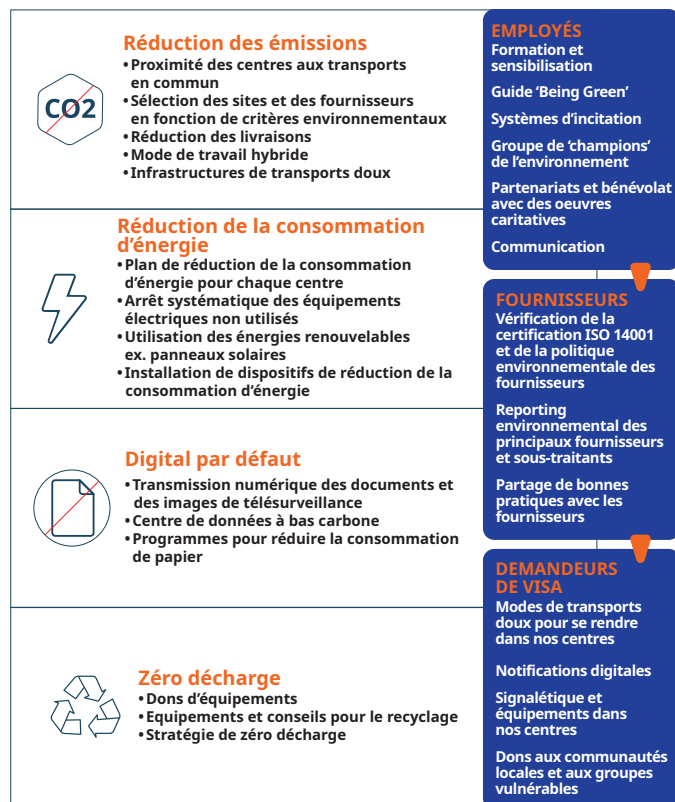 CO2
Réduction des émissions
•Proximité des centres aux transports
en commun
•Sélection des sites et des fournisseurs
en fonction de critères environnementaux
•Réduction des livraisons
•Mode de travail hybride
•Infrastructures de transports doux
Réduction de la consommation
d’énergie
•Plan de réduction de la consommation
d’énergie pour chaque centre
•Arrêt systématique des équipements
électriques non utilisés
•Utilisation des énergies renouvelables
ex. panneaux solaires
•Installation de dispositifs de réduction de la
consommation d’énergie
Digital par défaut
•Transmission numérique des documents et
des images de télésurveillance
•Centre de données à bas carbone
•Programmes pour réduire la consommation
de papier
Zéro décharge
•Dons d’équipements
•Equipements et conseils pour le recyclage
•Stratégie de zéro décharge
EMPLOYÉS
Formation et
sensibilisation
Guide ‘Being Green’
Systèmes d’incitation
Groupe de ‘champions’
de l’environnement
Partenariats et bénévolat
avec des oeuvres
caritatives
Communication
FOURNISSEURS
Vérification de la
certification ISO 14001
et de la politique
environnementale des
fournisseurs
Reporting
environnemental des
principaux fournisseurs
et sous-traitants
Partage de bonnes
pratiques avec les
fournisseurs
DEMANDEURS
DE VISA
Modes de transports
doux pour se rendre
dans nos centres
Notifications digitales
Signalétique et
équipements dans
nos centres
Dons aux communautés
locales et aux groupes
vulnérables